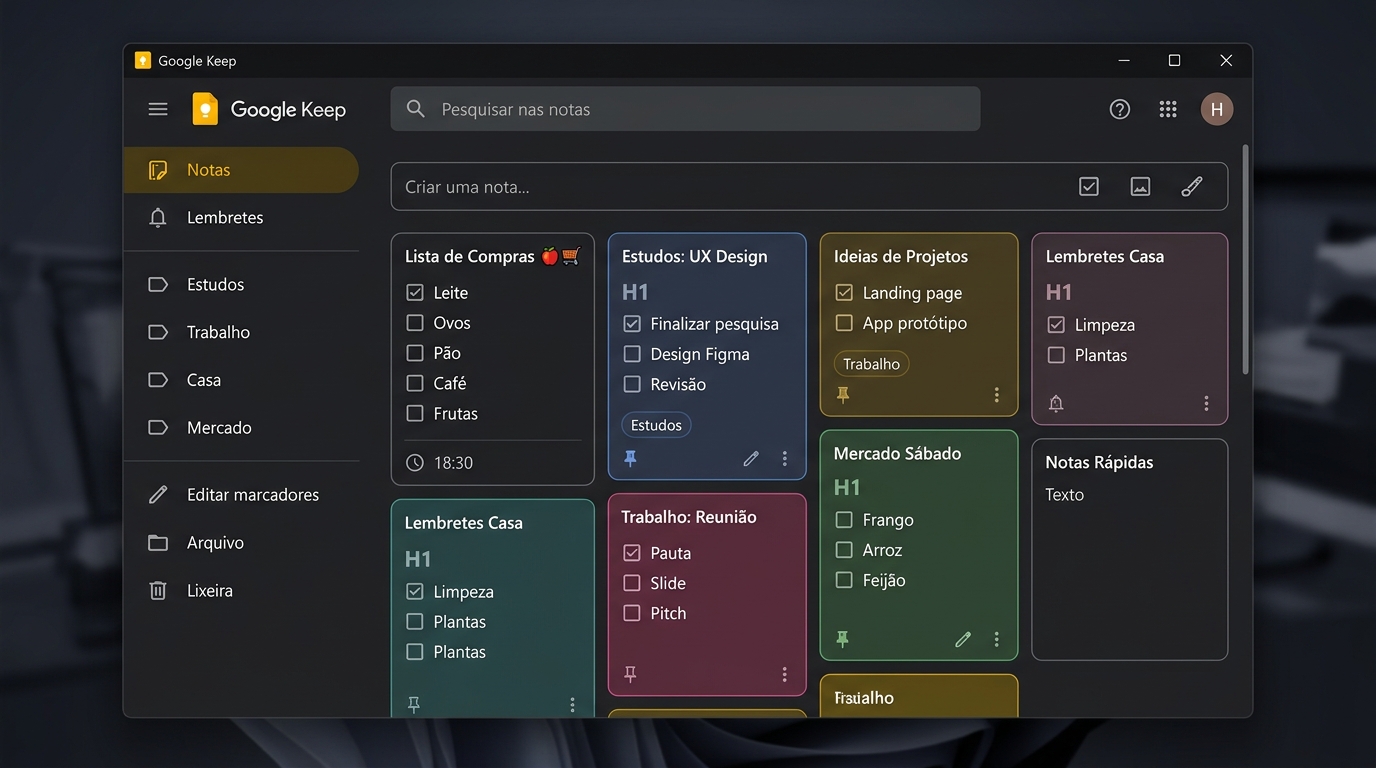 Google Keep
Google Keep
Pesquisar nas notas
H
Notas
Lembretes
Estudos
Trabalho
Casa
Mercado
Editar marcadores
Arquivo
Lixeira
Criar uma nota...
Lista de Compras 🍎🛒
Leite
Ovos
Pão
Café
Frutas
18:30
Lembretes Casa
H1
Limpeza
Plantas
Plantas
Estudos: UX Design
H1
Finalizar pesquisa
Design Figma
Revisão
Estudos
Trabalho: Reunião
Pauta
Slide
Pitch
Ideias de Projetos
Landing page
App protótipo
Trabalho
Mercado Sábado
H1
Frango
Arroz
Feijão
Lembretes Casa
H1
Limpeza
Plantas
Notas Rápidas
Texto